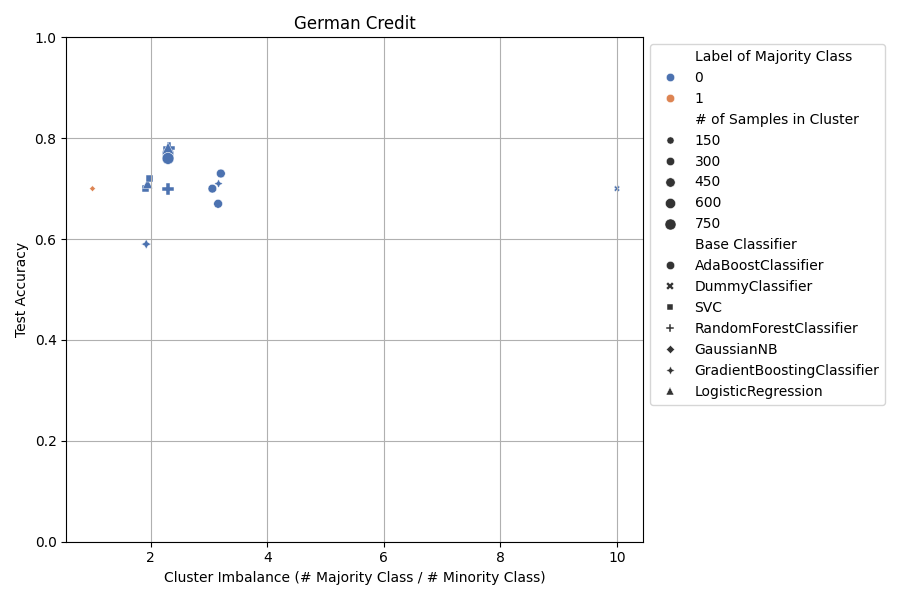 German Credit
Test Accuracy
1.0
0.8
0.6
0.4
0.2
0.0
2
4
6
8
10
Cluster Imbalance (# Majority Class / # Minority Class)
Label of Majority Class
0
1
# of Samples in Cluster
150
300
450
600
750
Base Classifier
AdaBoostClassifier
DummyClassifier
SVC
RandomForestClassifier
GaussianNB
GradientBoostingClassifier
LogisticRegression